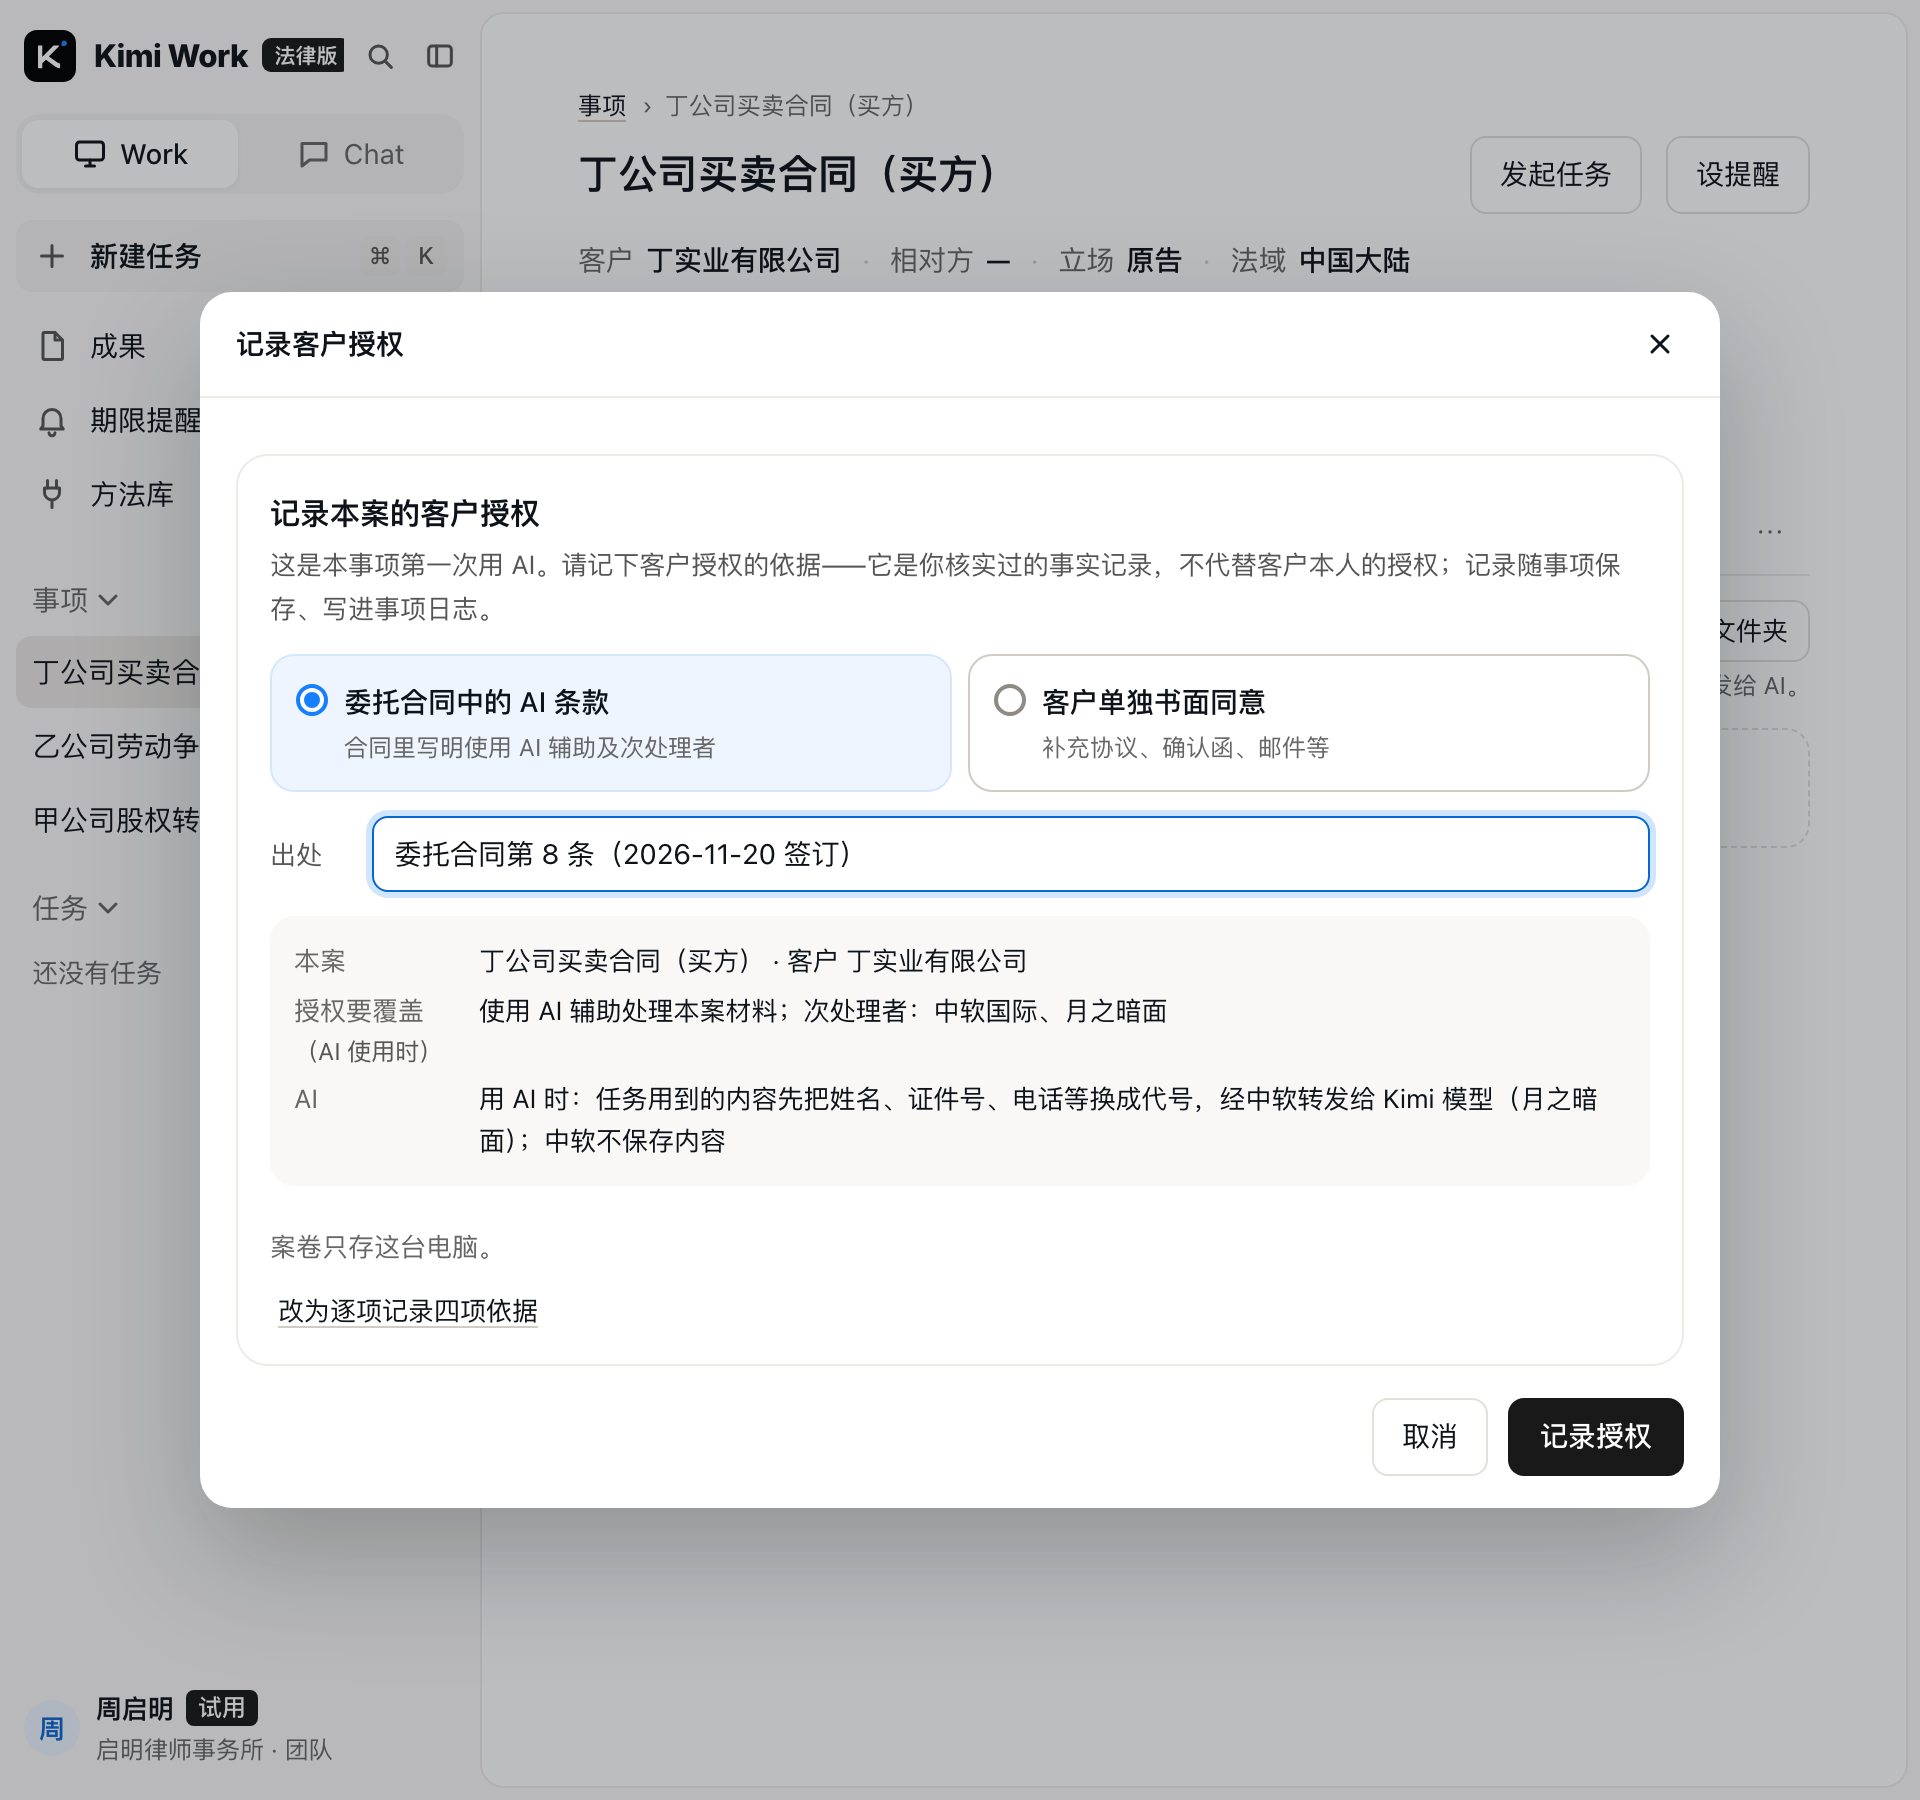 Kimi Work 法律版
Work
Chat
新建任务 ⌘ K
成果
期限提醒
方法库
事项
丁公司买卖合
乙公司劳动争
甲公司股权转
任务
还没有任务
周 周启明 试用
启明律师事务所 · 团队
事项 › 丁公司买卖合同（买方）
丁公司买卖合同（买方）
发起任务
设提醒
客户 丁实业有限公司 · 相对方 — · 立场 原告 · 法域 中国大陆
···
文件夹
发给 AI。
记录客户授权
记录本案的客户授权
这是本事项第一次用 AI。请记下客户授权的依据——它是你核实过的事实记录，不代替客户本人的授权；记录随事项保
存、写进事项日志。
委托合同中的 AI 条款
合同里写明使用 AI 辅助及次处理者
客户单独书面同意
补充协议、确认函、邮件等
出处 委托合同第 8 条（2026-11-20 签订）
本案 丁公司买卖合同（买方） · 客户 丁实业有限公司
授权要覆盖 使用 AI 辅助处理本案材料；次处理者：中软国际、月之暗面
（AI 使用时）
AI 用 AI 时：任务用到的内容先把姓名、证件号、电话等换成代号，经中软转发给 Kimi 模型（月之暗
面）；中软不保存内容
案卷只存这台电脑。
改为逐项记录四项依据
取消
记录授权